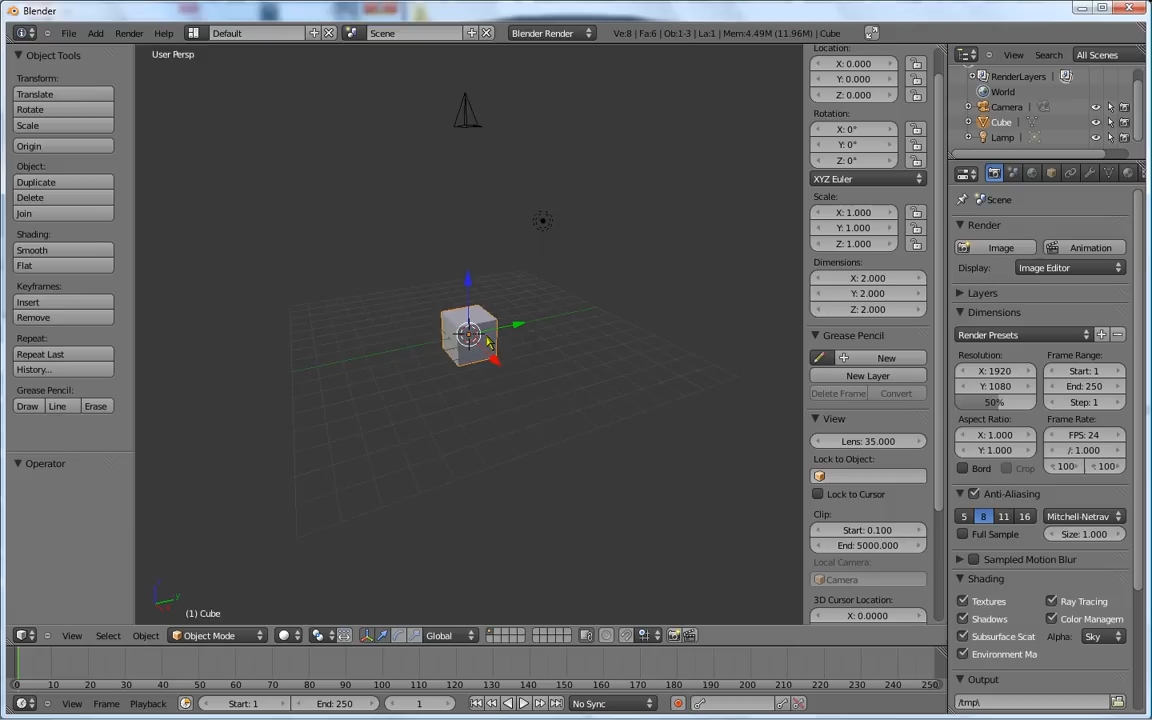 Blender
File Add Render Help Default Scene Blender Render Ve:8 | Fa:6 | Ob:1-3 | La:1 | Mem:4.49M (11.96M) | Cube
Object Tools
Transform:
Translate
Rotate
Scale
Origin
Object:
Duplicate
Delete
Join
Shading:
Smooth
Flat
Keyframes:
Insert
Remove
Repeat:
Repeat Last
History...
Grease Pencil:
Draw Line Erase
Operator
User Persp
(1) Cube
Location:
X: 0.000
Y: 0.000
Z: 0.000
Rotation:
X: 0°
Y: 0°
Z: 0°
XYZ Euler
Scale:
X: 1.000
Y: 1.000
Z: 1.000
Dimensions:
X: 2.000
Y: 2.000
Z: 2.000
Grease Pencil
New
New Layer
Delete Frame Convert
View
Lens: 35.000
Lock to Object:
Lock to Cursor
Clip:
Start: 0.100
End: 5000.000
Local Camera:
Camera
3D Cursor Location:
X: 0.0000
View Search All Scenes
RenderLayers
World
Camera
Cube
Lamp
Scene
Render
Image Animation
Display: Image Editor
Layers
Dimensions
Render Presets
Resolution: Frame Range:
X: 1920 Start: 1
Y: 1080 End: 250
50% Step: 1
Aspect Ratio: Frame Rate:
X: 1.000 FPS: 24
Y: 1.000 /: 1.000
Bord Crop : 100 : 100
Anti-Aliasing
5 8 11 16 Mitchell-Netrav
Full Sample Size: 1.000
Sampled Motion Blur
Shading
Textures Ray Tracing
Shadows Color Managem
Subsurface Scat Alpha: Sky
Environment Ma
Output
/tmp\
View Select Object Object Mode Global
0 10 20 30 40 50 60 70 80 90 100 110 120 130 140 150 160 170 180 190 200 210 220 230 240 250
View Frame Playback Start: 1 End: 250 1 No Sync